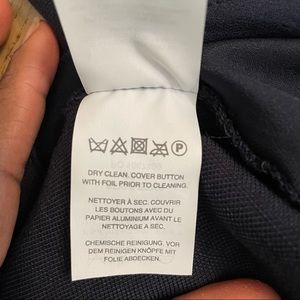 P
DRY CLEAN. COVER BUTTON
WITH FOIL PRIOR TO CLEANING.
NETTOYER À SEC. COUVRIR
LES BOUTONS AVEC DU
PAPIER ALUMINIUM AVANT LE
NETTOYAGE A SEC.
CHEMISCHE REINIGUNG. VOR
DEM REINIGEN KNÖPFE MIT
FOLIE ABDECKEN.